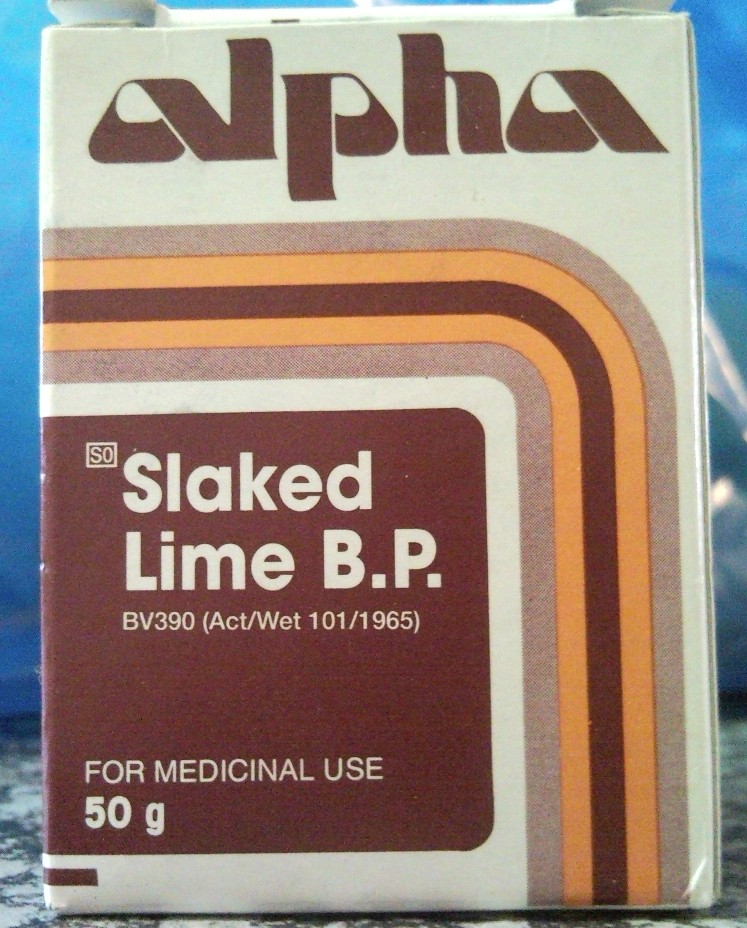 alpha
S0 Slaked
Lime B.P.
BV390 (Act/Wet 101/1965)
FOR MEDICINAL USE
50 g